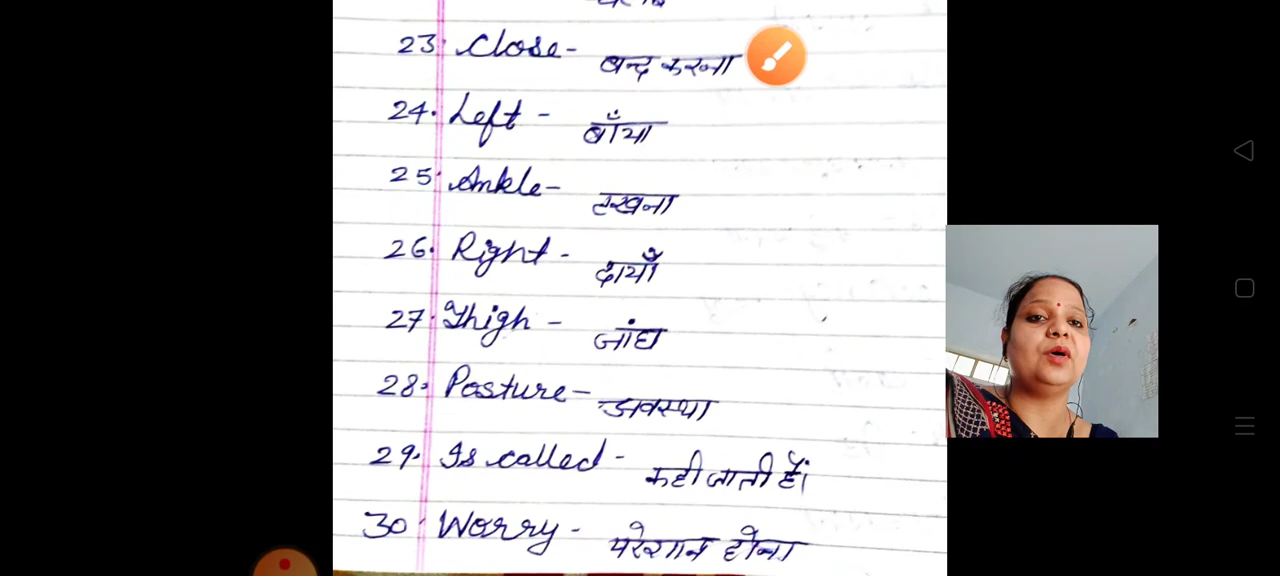 23. Close- बन्द करना
24. Left - बाँया
25. Ankle- टखना
26. Right - दायाँ
27. Thigh - जांघ
28. Posture- अवस्था
29. Is called - कही जाती हैं।
30. Worry - परेशान होना